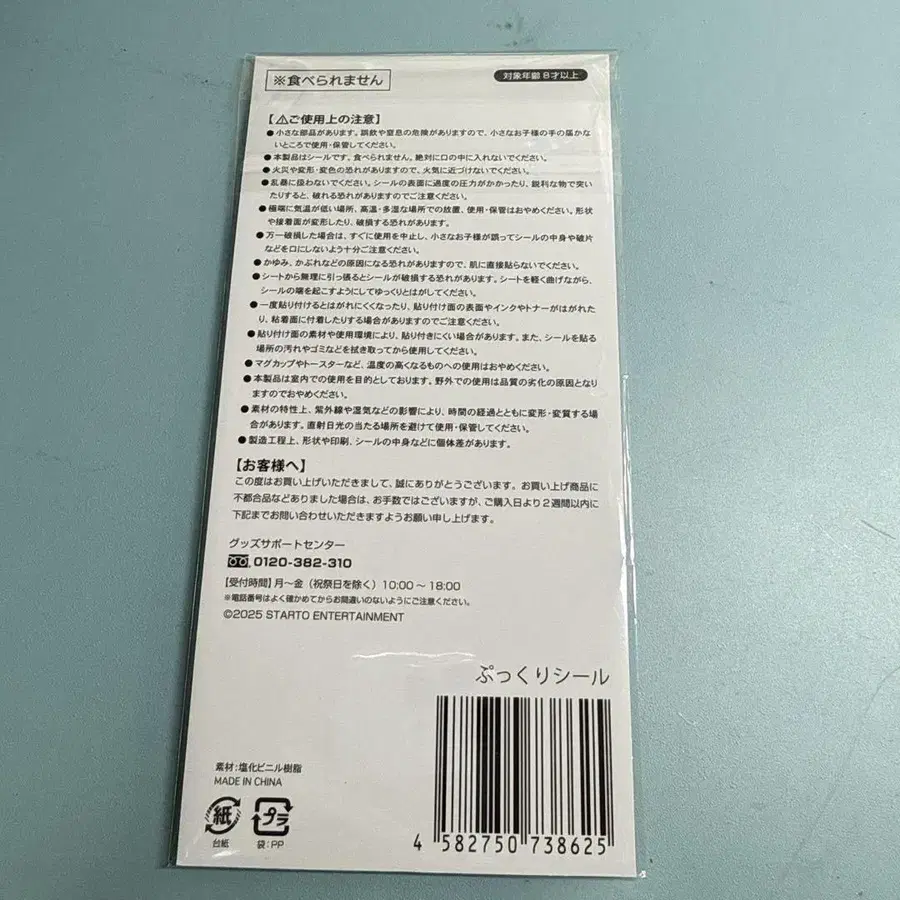 ※食べられません
対象年齢 8才以上
【⚠ご使用上の注意】
●小さな部品があります。誤飲や窒息の危険がありますので、小さなお子様の手の届かな
いところで使用・保管してください。
●本製品はシールです、食べられません。絶対に口の中に入れないでください。
●火災や変形・変色の恐れがありますので、火気に近づけないでください。
●乱暴に扱わないでください。シールの表面に過度の圧力がかかったり、鋭利な物で突い
たりすると、破れる恐れがありますのでご注意ください。
●極端に気温が低い場所、高温・多湿な場所での放置、使用・保管はおやめください。形状
や接着面が変形したり、破損する恐れがあります。
●万一破損した場合は、すぐに使用を中止し、小さなお子様が誤ってシールの中身や破片
などを口にしないよう十分ご注意ください。
●かゆみ、かぶれなどの原因になる恐れがありますので、肌に直接貼らないでください。
●シートから無理に引っ張るとシールが破損する恐れがあります。シートを軽く曲げながら、
シールの端を起こすようにしてゆっくりとはがしてください。
●一度貼り付けるとはがれにくくなったり、貼り付け面の表面やインクやトナーがはがれ
たり、粘着面に付着したりする場合がありますのでご注意ください。
●貼り付け面の素材や使用環境により、貼り付きにくい場合があります。また、シールを貼る
場所の汚れやゴミなどを拭き取ってから使用してください。
●マグカップやトースターなど、温度の高くなるものへの使用はおやめください。
●本製品は室内での使用を目的としております。野外での使用は品質の劣化の原因となり
ますのでおやめください。
●素材の特性上、紫外線や湿気などの影響により、時間の経過とともに変形・変質する場
合があります。直射日光の当たる場所を避けて使用・保管してください。
●製造工程上、形状や印刷、シールの中身などに個体差があります。
【お客様へ】
この度はお買い上げいただきまして、誠にありがとうございます。お買い上げ商品に
不都合品などありました場合は、お手数ではございますが、ご購入日より2週間以内に
下記までお問い合わせいただきますようお願い申し上げます。
グッズサポートセンター
0120-382-310
【受付時間】月〜金（祝祭日を除く）10:00〜18:00
※電話番号はよく確かめてからお間違いのないようにご注意ください。
©2025 STARTO ENTERTAINMENT
ぷっくりシール
素材：塩化ビニル樹脂
MADE IN CHINA
紙
台紙
プラ
袋：PP
4 582750 738625